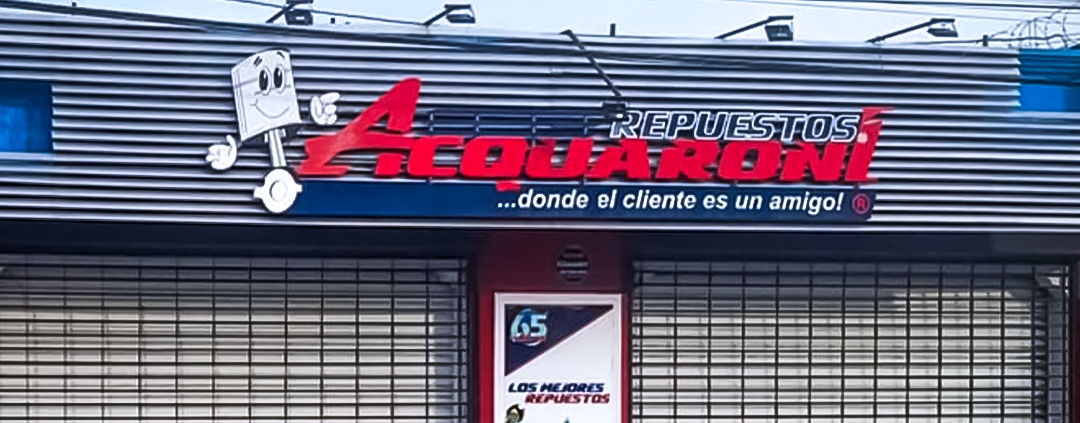 REPUESTOS
ACQUARONI
...donde el cliente es un amigo! ®
65
LOS MEJORES
REPUESTOS